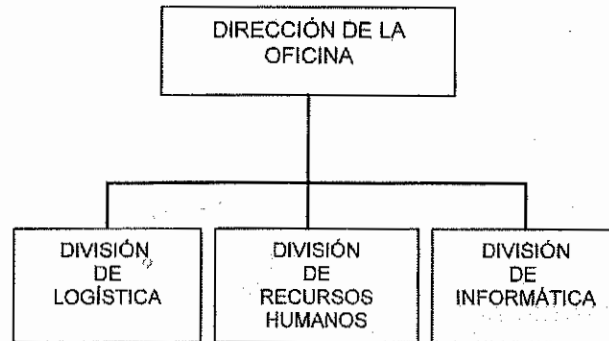 DIRECCIÓN DE LA
OFICINA
DIVISIÓN
DE
LOGÍSTICA
DIVISIÓN
DE
RECURSOS
HUMANOS
DIVISIÓN
DE
INFORMÁTICA